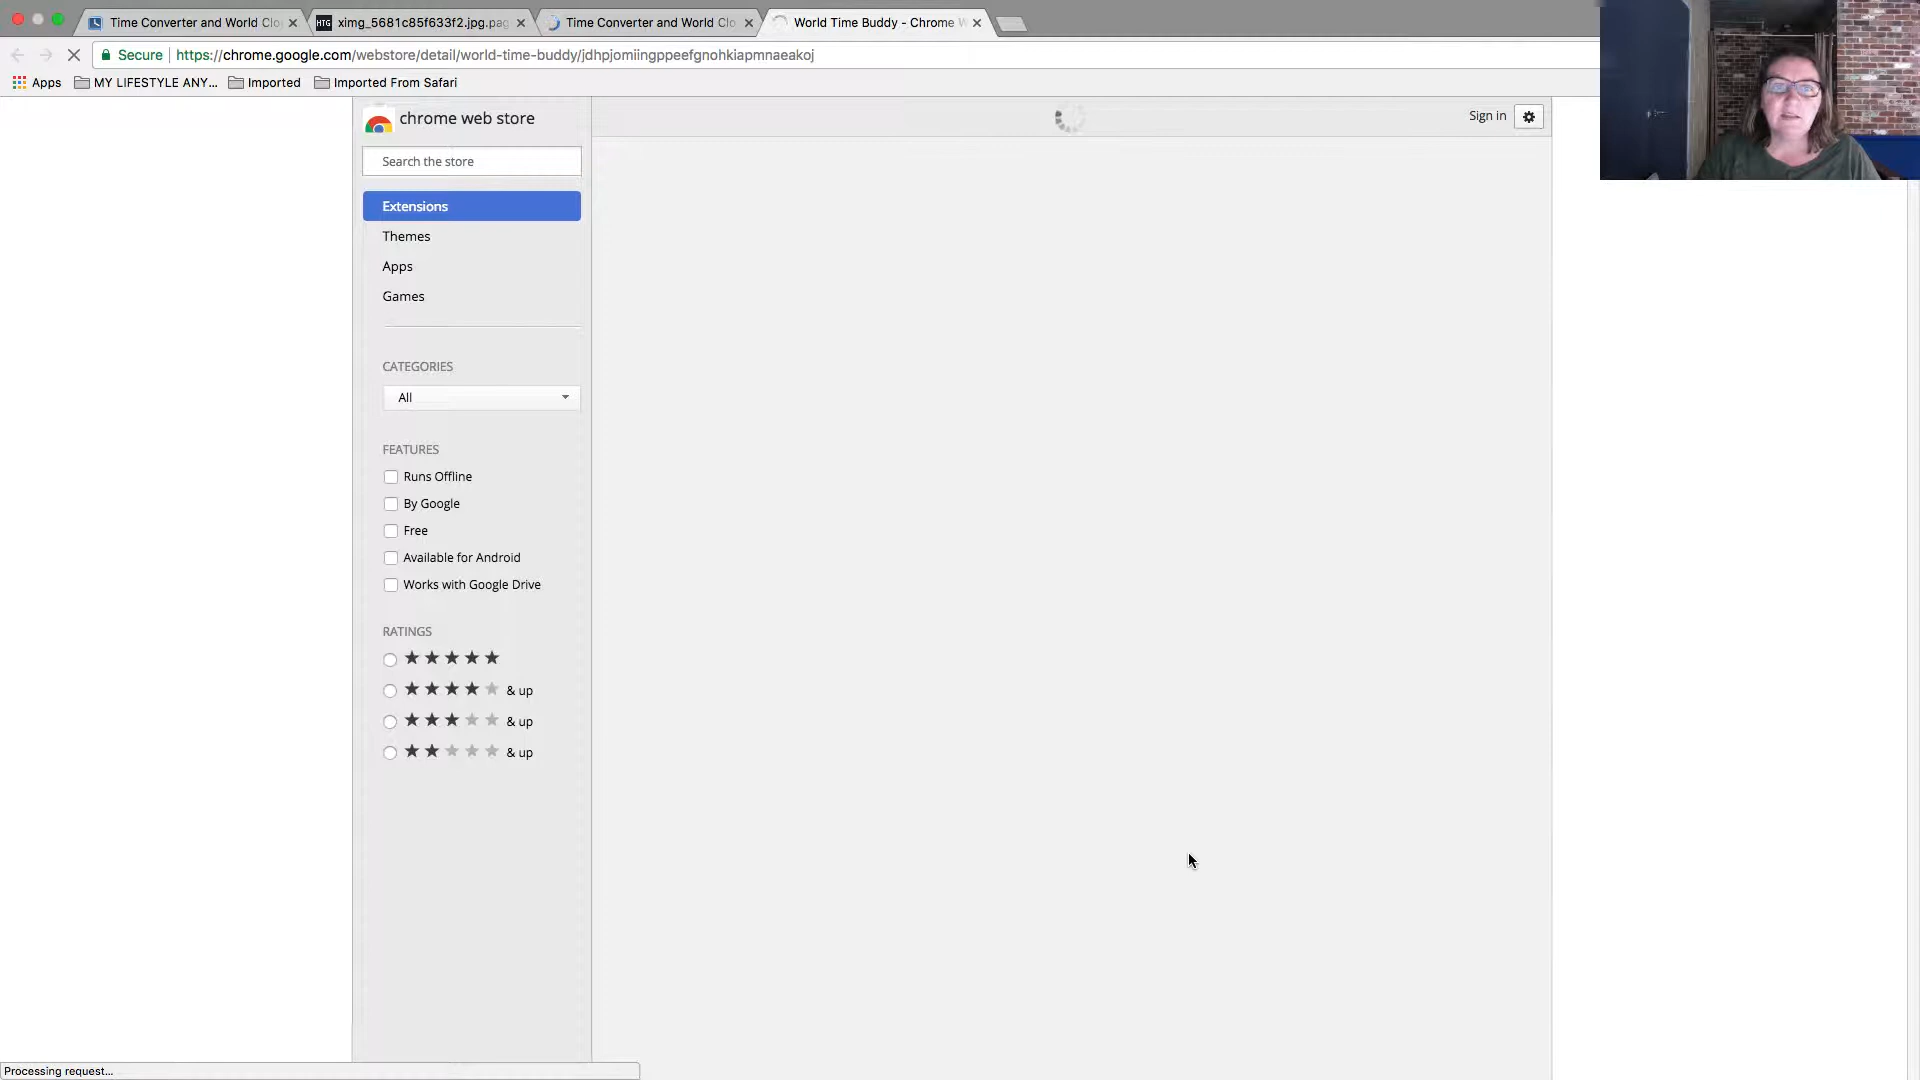 Time Converter and World Clo
HTG ximg_5681c85f633f2.jpg.pag
Time Converter and World Clo
World Time Buddy - Chrome W
Secure https://chrome.google.com/webstore/detail/world-time-buddy/jdhpjomiingppeefgnohkiapmnaeakoj
Apps MY LIFESTYLE ANY... Imported Imported From Safari
chrome web store
Sign in
Search the store
Extensions
Themes
Apps
Games
CATEGORIES
All
FEATURES
Runs Offline
By Google
Free
Available for Android
Works with Google Drive
RATINGS
& up
& up
& up
Processing request...